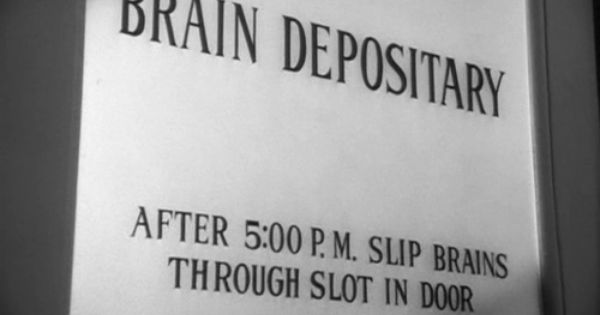 BRAIN DEPOSITARY
AFTER 5:00 P.M. SLIP BRAINS
THROUGH SLOT IN DOOR